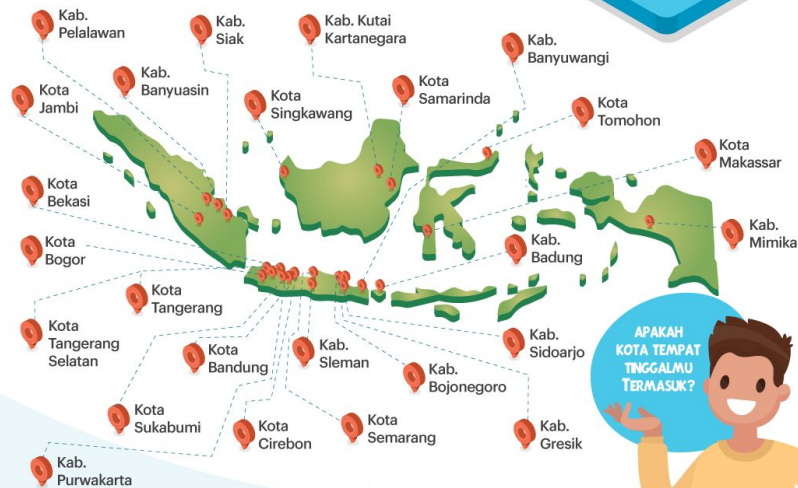 Kab.
Pelalawan
Kab.
Siak
Kab. Kutai
Kartanegara
Kab.
Banyuwangi
Kab.
Banyuasin
Kota
Jambi
Kota
Singkawang
Kota
Samarinda
Kota
Tomohon
Kota
Makassar
Kota
Bekasi
Kota
Bogor
Kab.
Badung
Kab.
Mimika
Kota
Tangerang
Kota
Tangerang
Selatan
Kota
Bandung
Kab.
Sleman
Kab.
Sidoarjo
Kab.
Bojonegoro
Kota
Sukabumi
Kota
Cirebon
Kota
Semarang
Kab.
Gresik
Kab.
Purwakarta
APAKAH
KOTA TEMPAT
TINGGALMU
TERMASUK?